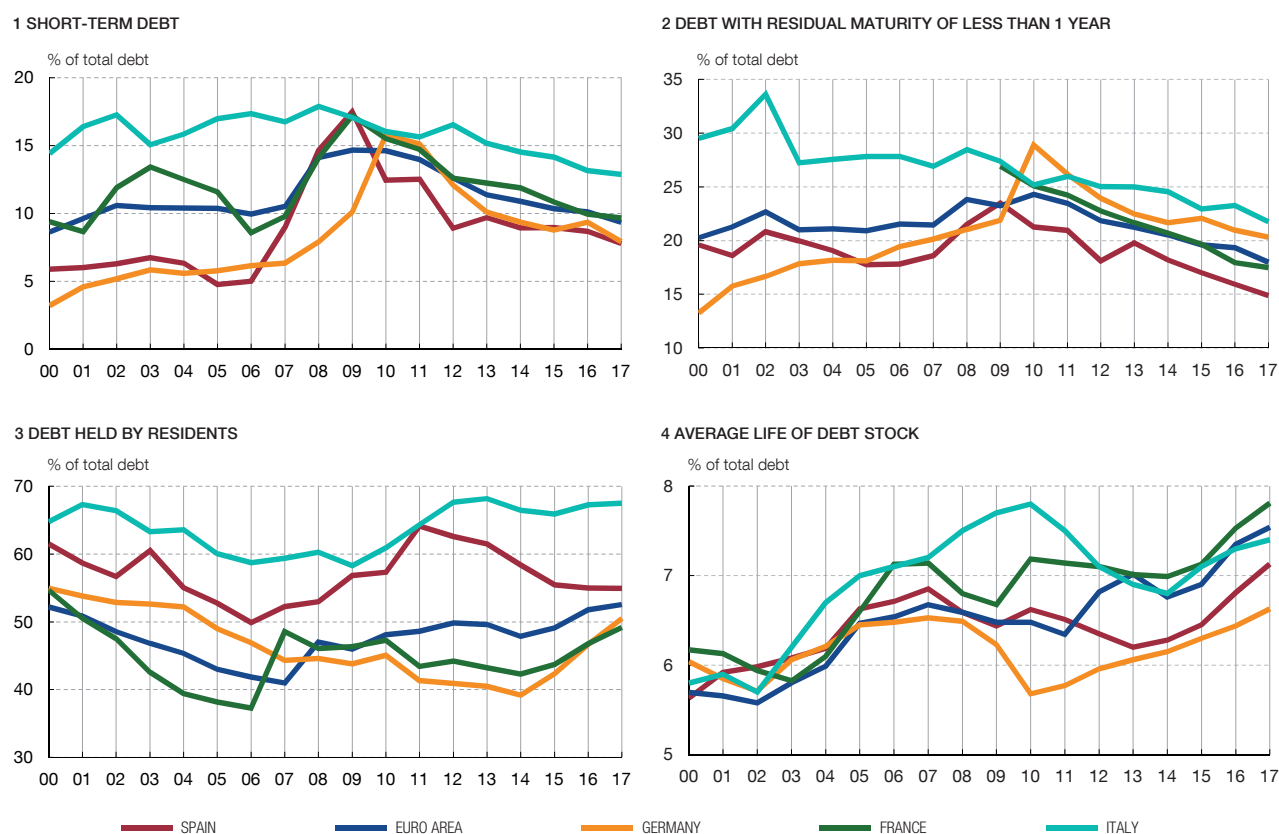 1 SHORT-TERM DEBT
% of total debt
20
15
10
5
0
00 01 02 03 04 05 06 07 08 09 10 11 12 13 14 15 16 17
2 DEBT WITH RESIDUAL MATURITY OF LESS THAN 1 YEAR
% of total debt
35
30
25
20
15
10
00 01 02 03 04 05 06 07 08 09 10 11 12 13 14 15 16 17
3 DEBT HELD BY RESIDENTS
% of total debt
70
60
50
40
30
00 01 02 03 04 05 06 07 08 09 10 11 12 13 14 15 16 17
4 AVERAGE LIFE OF DEBT STOCK
% of total debt
8
7
6
5
00 01 02 03 04 05 06 07 08 09 10 11 12 13 14 15 16 17
SPAIN EURO AREA GERMANY FRANCE ITALY